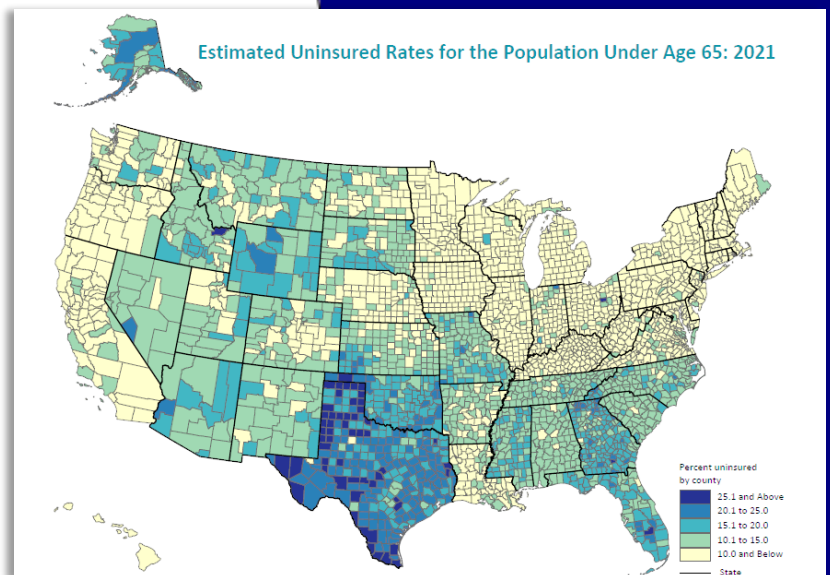 Estimated Uninsured Rates for the Population Under Age 65: 2021
Percent uninsured
by county
25.1 and Above
20.1 to 25.0
15.1 to 20.0
10.1 to 15.0
10.0 and Below
State